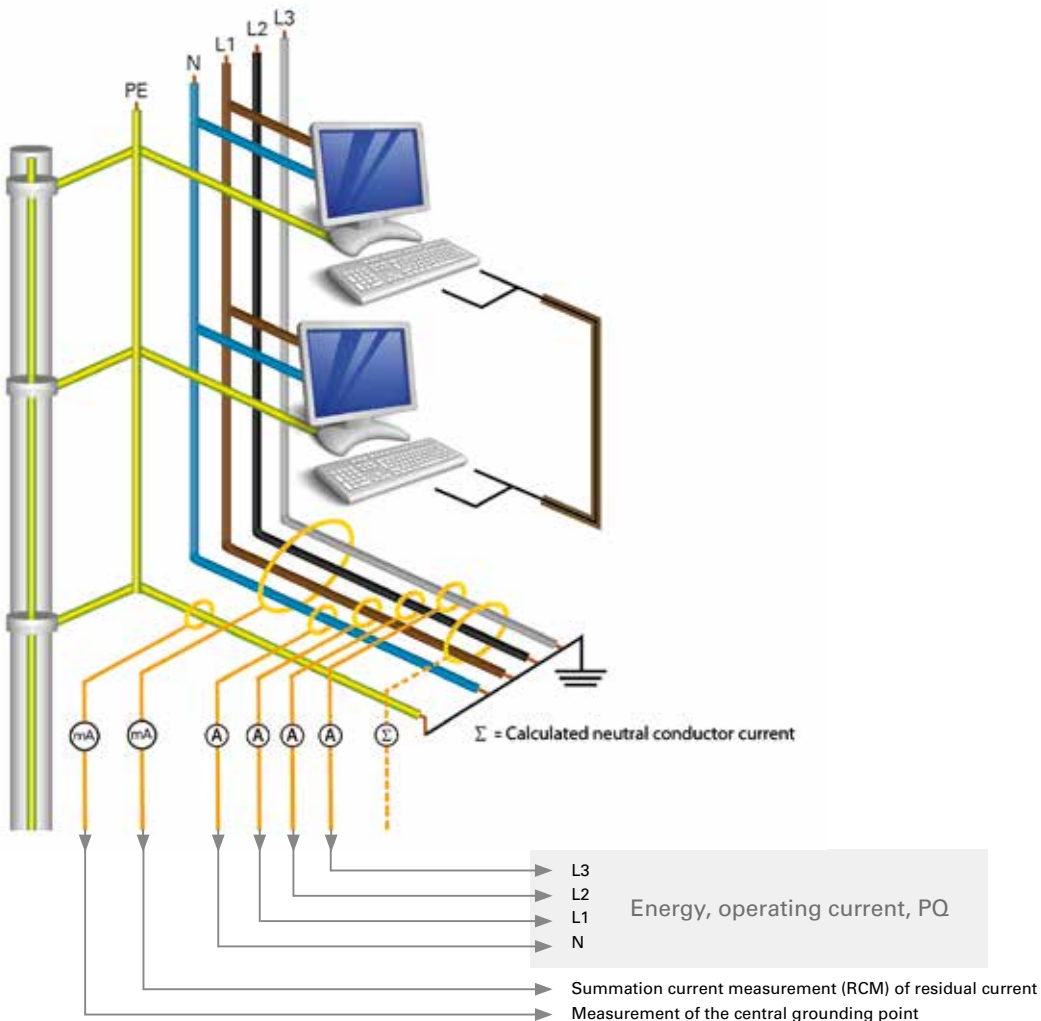 L3
L2
L1
N
PE
mA
mA
A
A
A
A
Σ
Σ = Calculated neutral conductor current
L3
L2
L1
N
Energy, operating current, PQ
Summation current measurement (RCM) of residual current
Measurement of the central grounding point